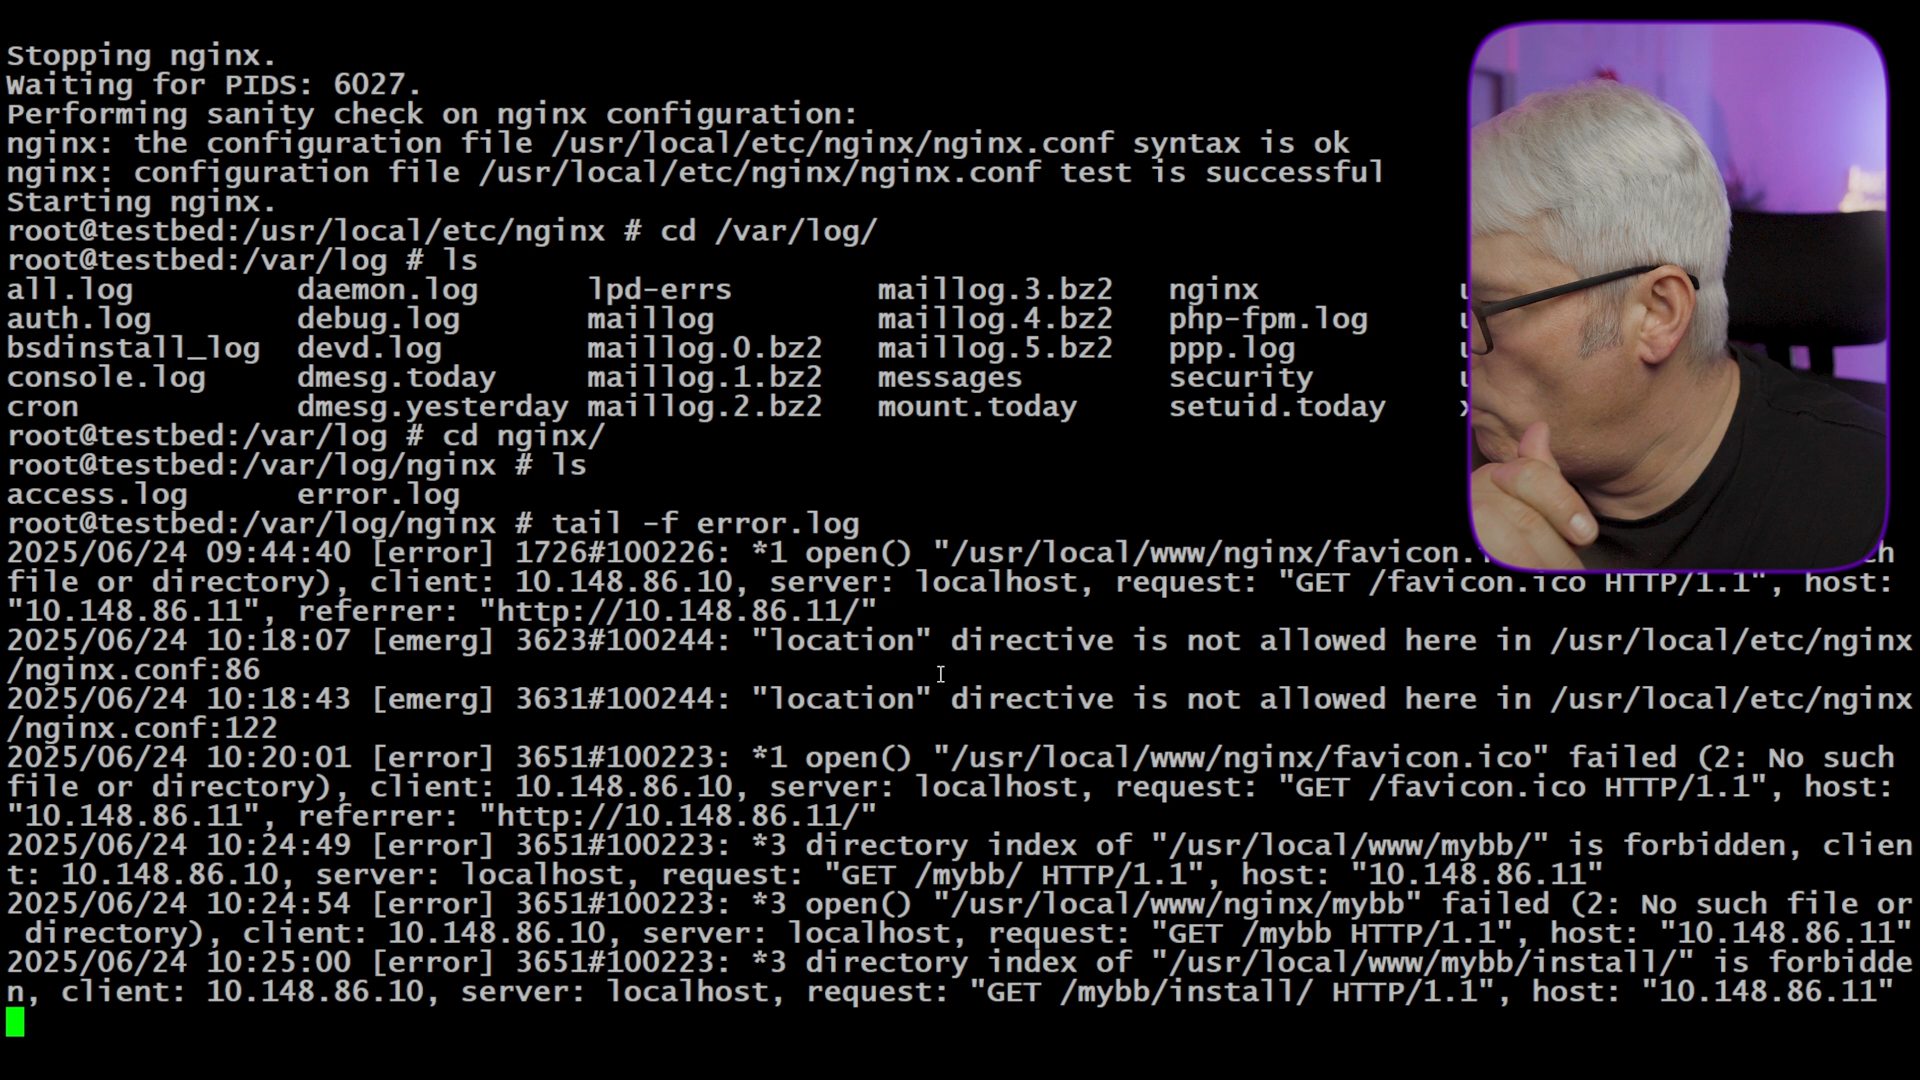 Stopping nginx.
Waiting for PIDS: 6027.
Performing sanity check on nginx configuration:
nginx: the configuration file /usr/local/etc/nginx/nginx.conf syntax is ok
nginx: configuration file /usr/local/etc/nginx/nginx.conf test is successful
Starting nginx.
root@testbed:/usr/local/etc/nginx # cd /var/log/
root@testbed:/var/log # ls
all.log daemon.log lpd-errs maillog.3.bz2 nginx
auth.log debug.log maillog maillog.4.bz2 php-fpm.log
bsdinstall_log devd.log maillog.0.bz2 maillog.5.bz2 ppp.log
console.log dmesg.today maillog.1.bz2 messages security
cron dmesg.yesterday maillog.2.bz2 mount.today setuid.today
root@testbed:/var/log # cd nginx/
root@testbed:/var/log/nginx # ls
access.log error.log
root@testbed:/var/log/nginx # tail -f error.log
2025/06/24 09:44:40 [error] 1726#100226: *1 open() "/usr/local/www/nginx/favicon.
file or directory), client: 10.148.86.10, server: localhost, request: "GET /favicon.ico HTTP/1.1", host:
"10.148.86.11", referrer: "http://10.148.86.11/"
2025/06/24 10:18:07 [emerg] 3623#100244: "location" directive is not allowed here in /usr/local/etc/nginx
/nginx.conf:86
2025/06/24 10:18:43 [emerg] 3631#100244: "location" directive is not allowed here in /usr/local/etc/nginx
/nginx.conf:122
2025/06/24 10:20:01 [error] 3651#100223: *1 open() "/usr/local/www/nginx/favicon.ico" failed (2: No such
file or directory), client: 10.148.86.10, server: localhost, request: "GET /favicon.ico HTTP/1.1", host:
"10.148.86.11", referrer: "http://10.148.86.11/"
2025/06/24 10:24:49 [error] 3651#100223: *3 directory index of "/usr/local/www/mybb/" is forbidden, clien
t: 10.148.86.10, server: localhost, request: "GET /mybb/ HTTP/1.1", host: "10.148.86.11"
2025/06/24 10:24:54 [error] 3651#100223: *3 open() "/usr/local/www/nginx/mybb" failed (2: No such file or
directory), client: 10.148.86.10, server: localhost, request: "GET /mybb HTTP/1.1", host: "10.148.86.11"
2025/06/24 10:25:00 [error] 3651#100223: *3 directory index of "/usr/local/www/mybb/install/" is forbidde
n, client: 10.148.86.10, server: localhost, request: "GET /mybb/install/ HTTP/1.1", host: "10.148.86.11"